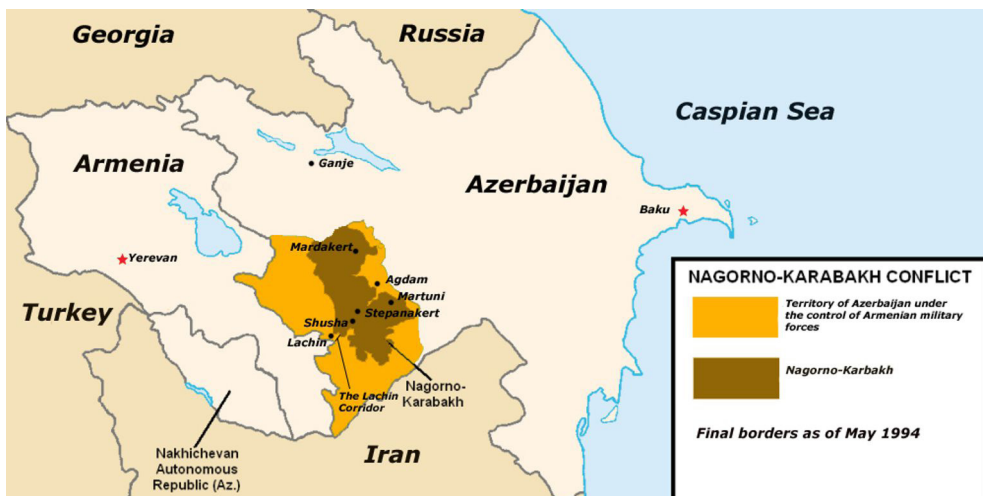 Georgia
Russia
Caspian Sea
Armenia
Ganje
Azerbaijan
Baku
Mardakert
Yerevan
Agdam
Martuni
Turkey
Stepanakert
Shusha
Lachin
The Lachin
Corridor
Nagorno-
Karabakh
Iran
Nakhichevan
Autonomous
Republic (Az.)
NAGORNO-KARABAKH CONFLICT
Territory of Azerbaijan under
the control of Armenian military
forces
Nagorno-Karbakh
Final borders as of May 1994